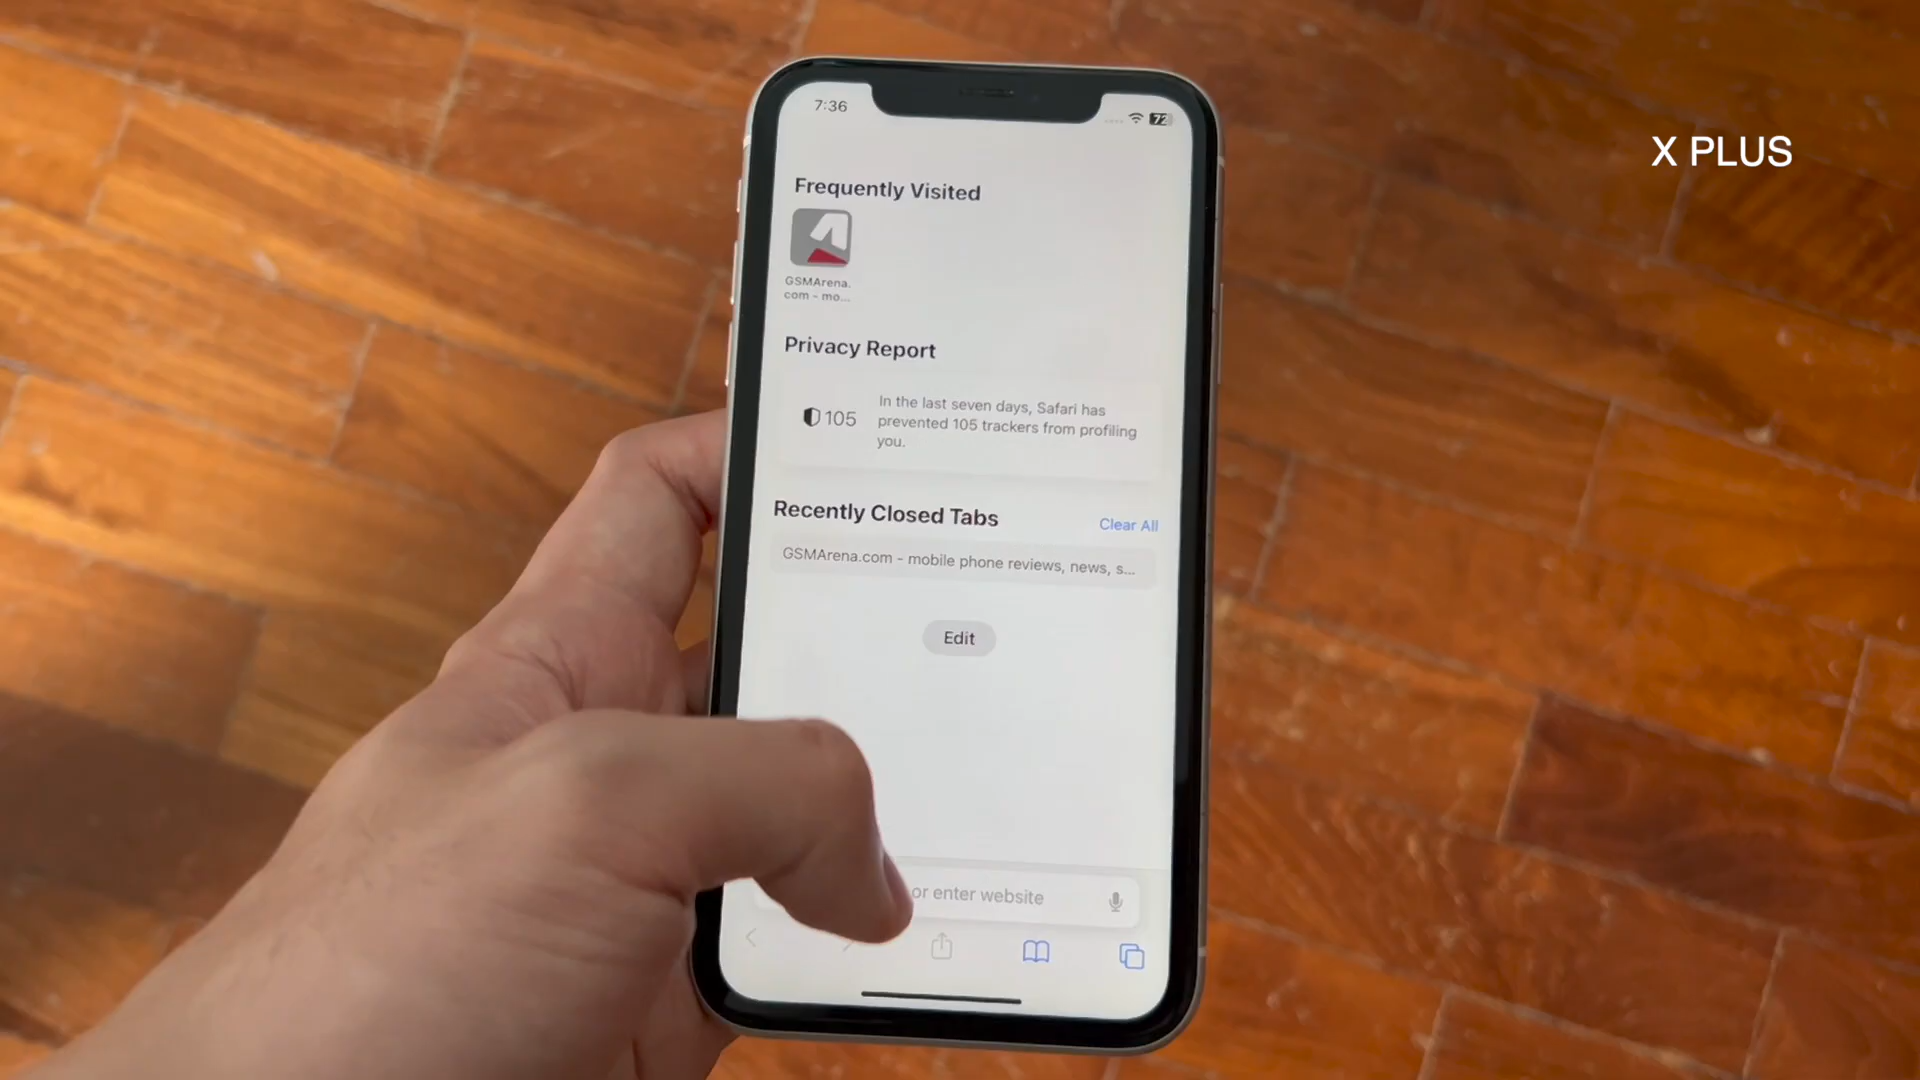 7:36
72
X PLUS
Frequently Visited
GSMArena.
com - mo...
Privacy Report
105
In the last seven days, Safari has
prevented 105 trackers from profiling
you.
Recently Closed Tabs
Clear All
GSMArena.com - mobile phone reviews, news, s...
Edit
or enter website